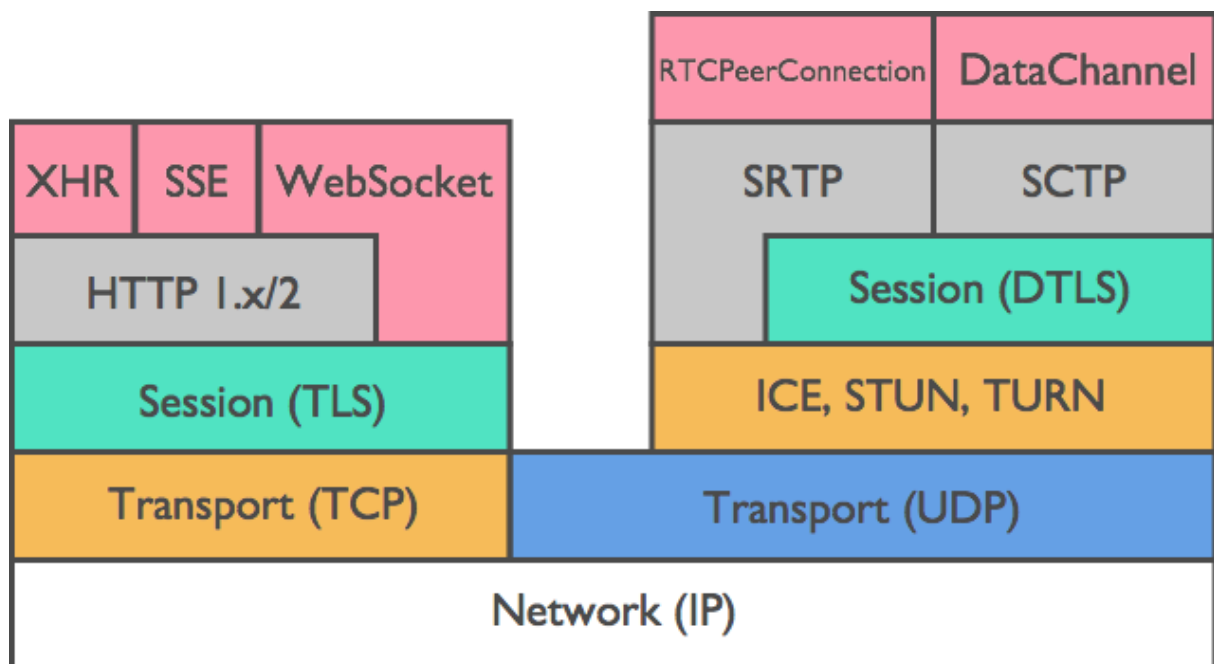 RTCPeerConnection
DataChannel
XHR
SSE
WebSocket
SRTP
SCTP
HTTP 1.x/2
Session (DTLS)
Session (TLS)
ICE, STUN, TURN
Transport (TCP)
Transport (UDP)
Network (IP)